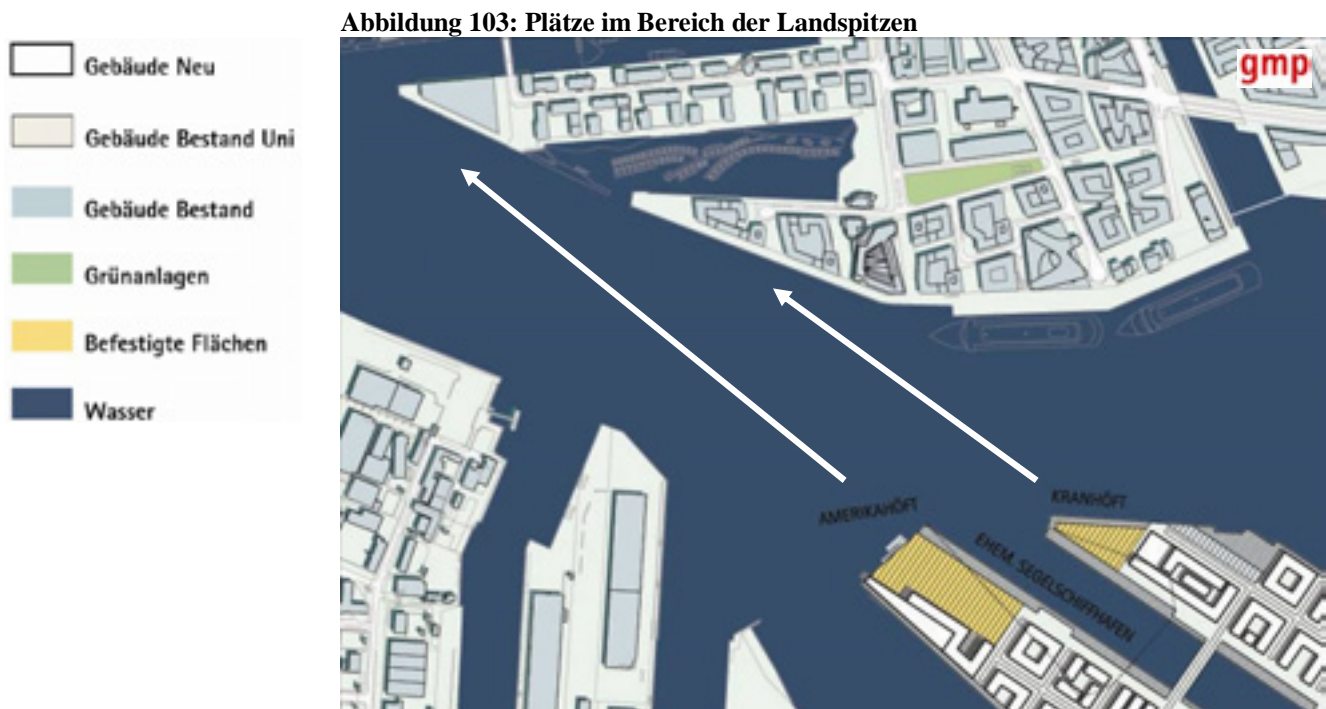 Abbildung 103: Plätze im Bereich der Landspitzen
Gebäude Neu
Gebäude Bestand Uni
Gebäude Bestand
Grünanlagen
Befestigte Flächen
Wasser
gmp
AMERIKAHÖFT
KRANHÖFT
EHEM. SEGELSCHIFFHAFEN